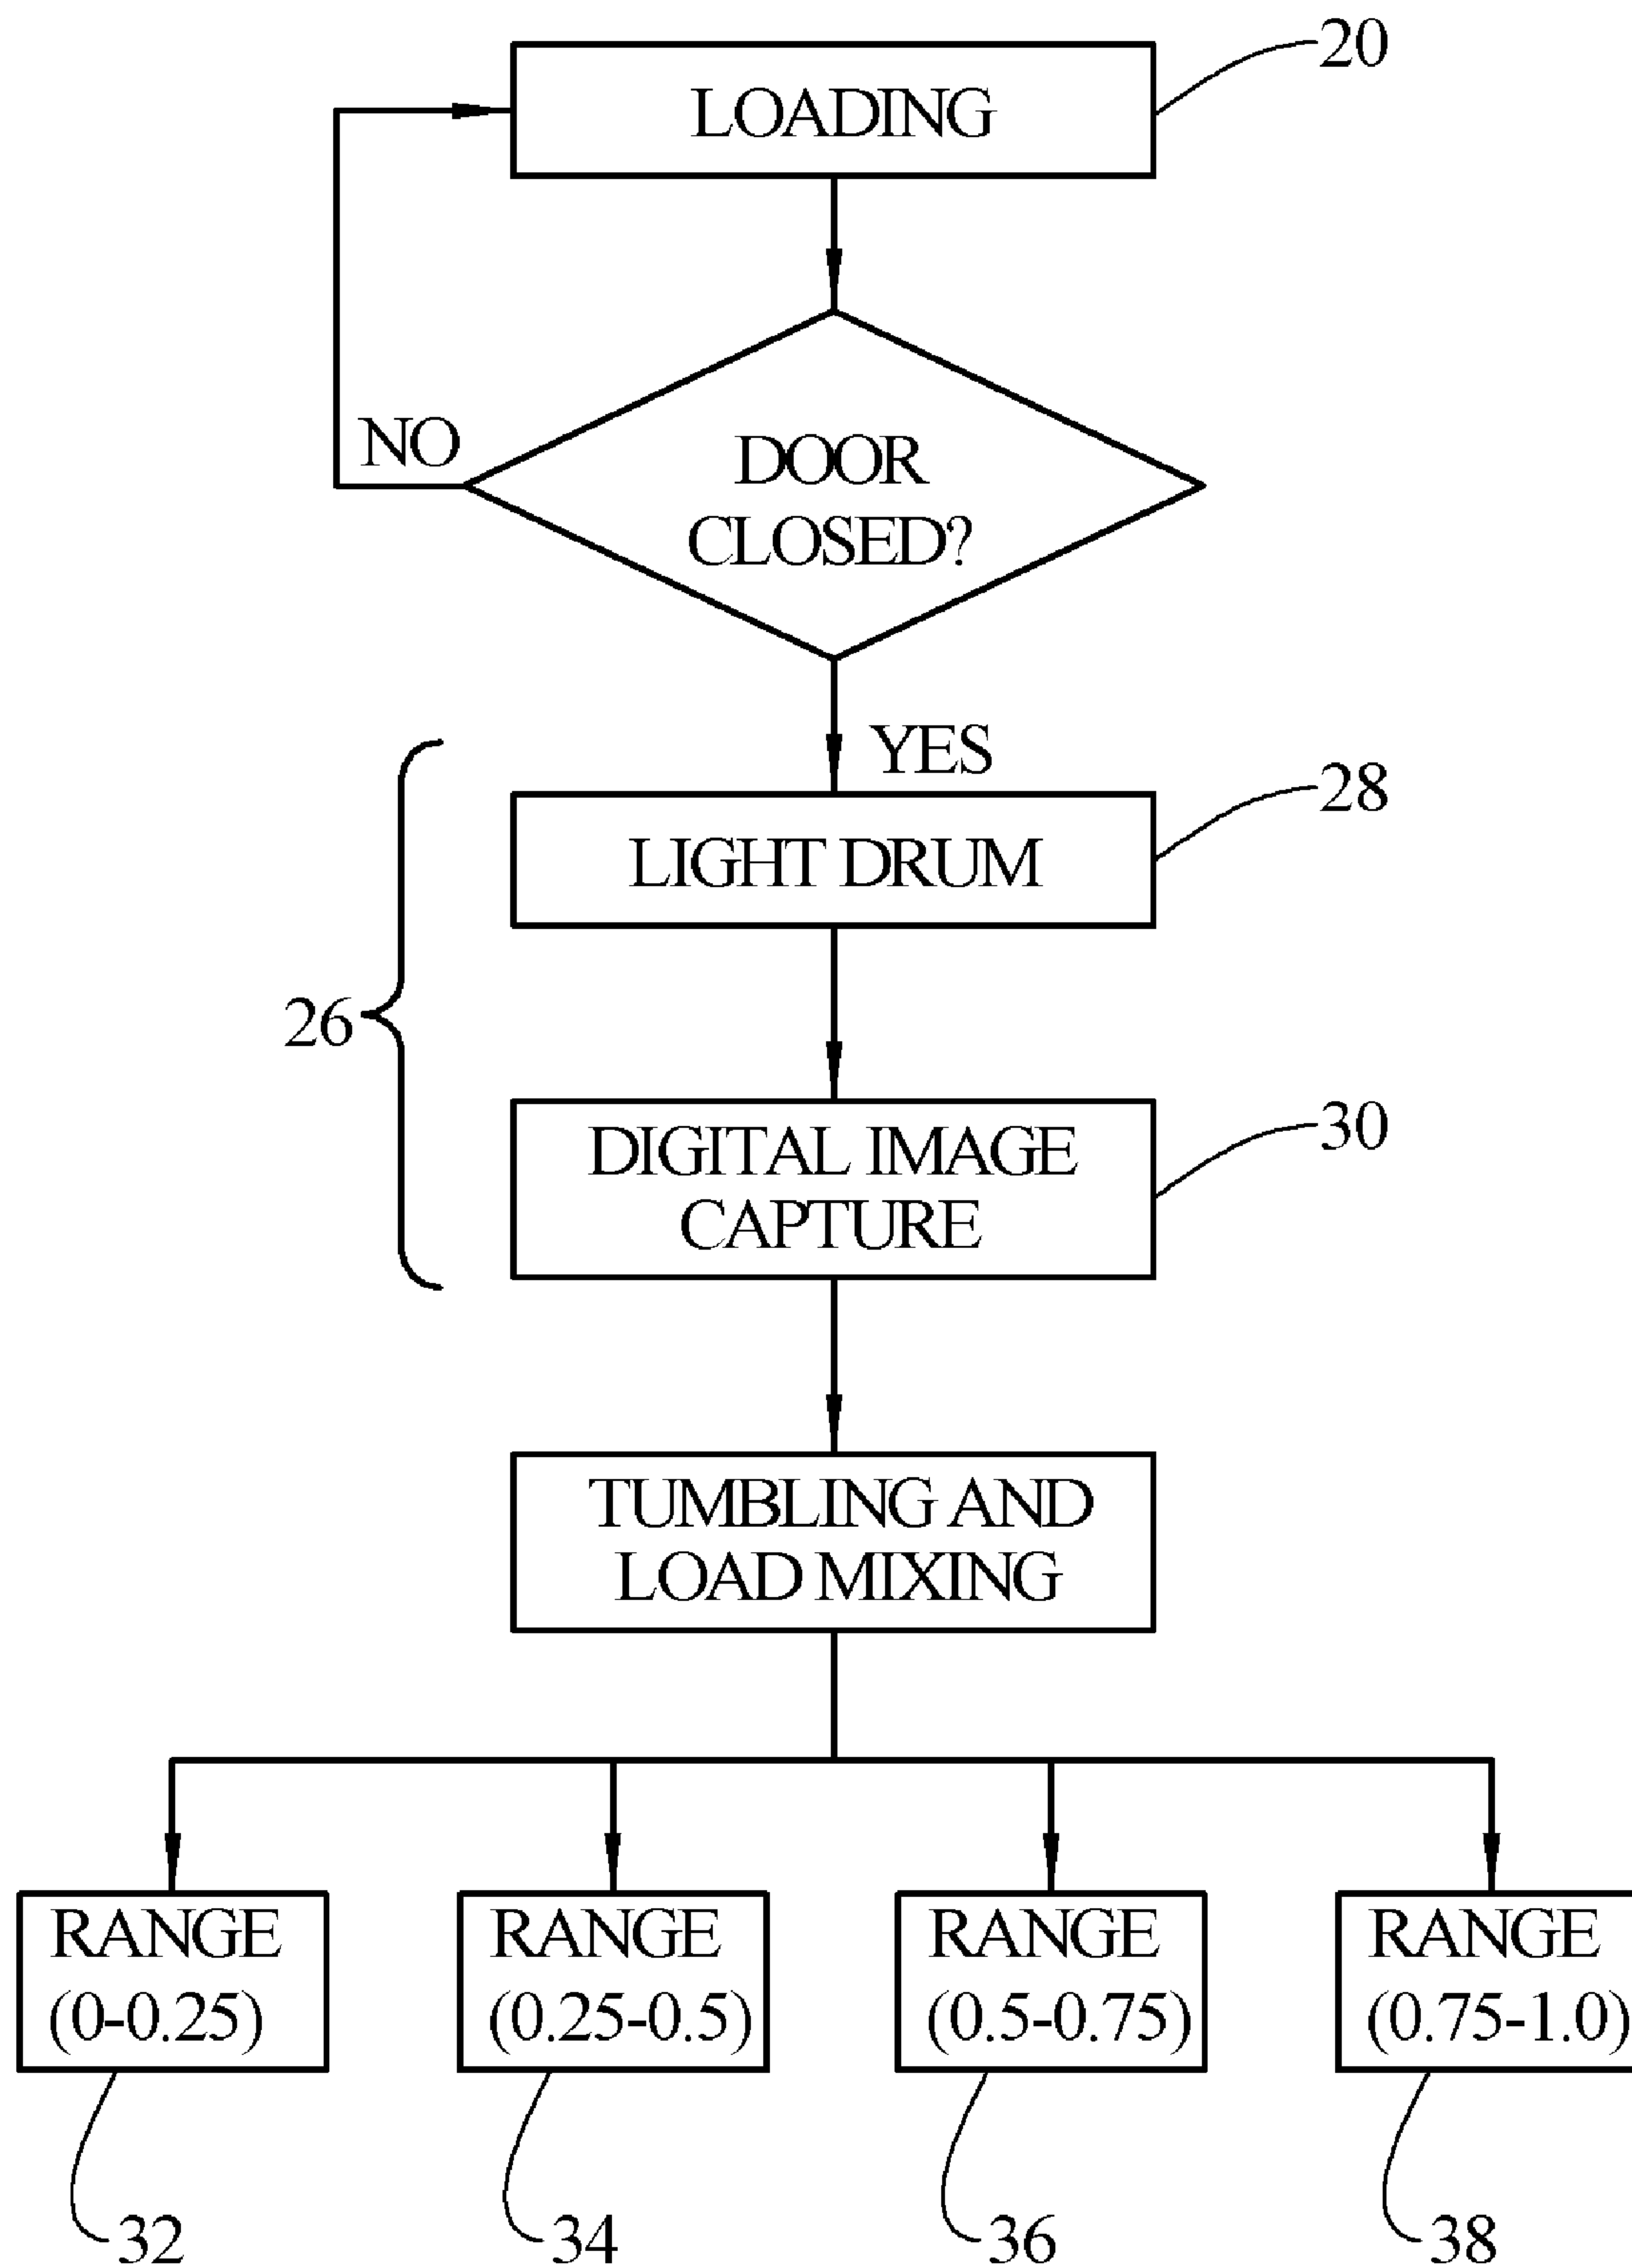 20
LOADING
NO
DOOR
CLOSED?
YES
28
LIGHT DRUM
26
30
DIGITAL IMAGE
CAPTURE
TUMBLING AND
LOAD MIXING
RANGE
(0-0.25)
RANGE
(0.25-0.5)
RANGE
(0.5-0.75)
RANGE
(0.75-1.0)
32
34
36
38